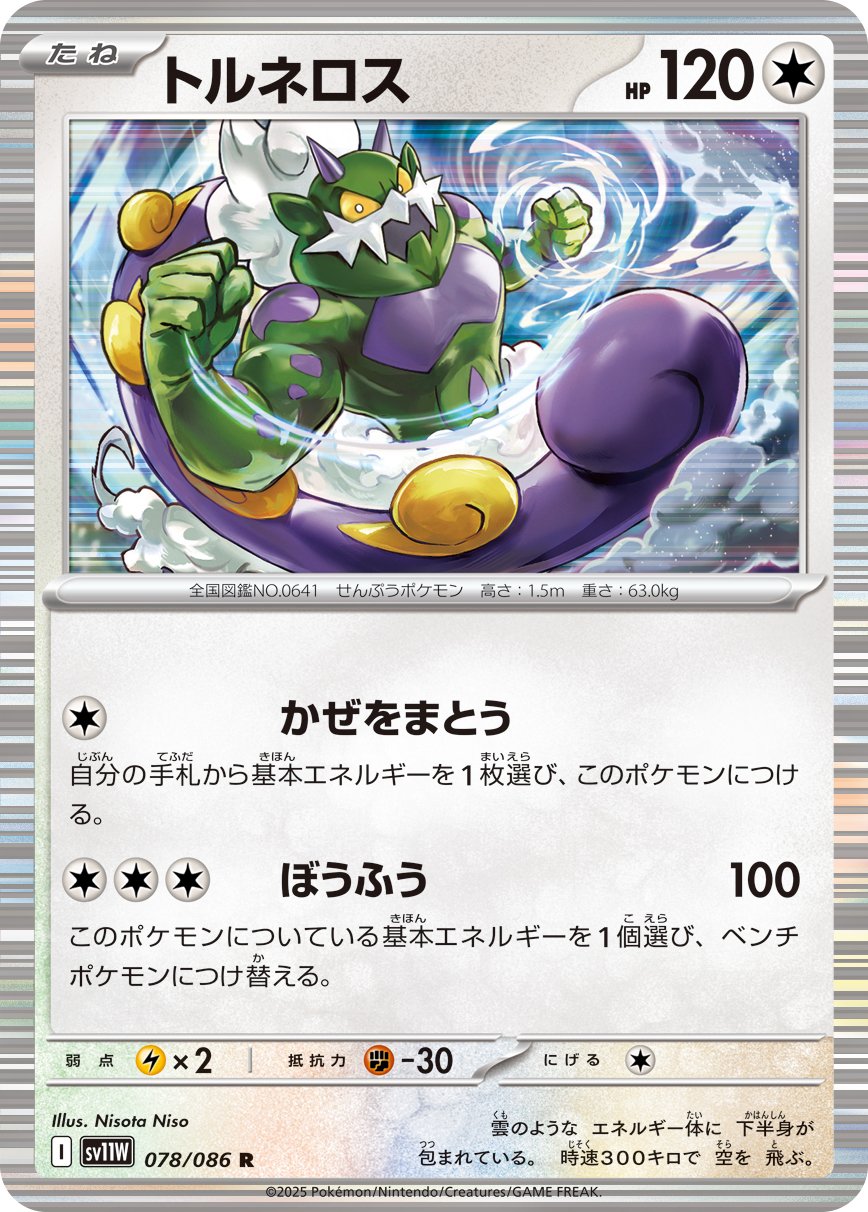 たね
トルネロス
HP 120
全国図鑑NO.0641 せんぷうポケモン 高さ：1.5m 重さ：63.0kg
かぜをまとう
自分の手札から基本エネルギーを1枚選び、このポケモンにつけ
る。
ぼうふう 100
このポケモンについている基本エネルギーを1個選び、ベンチ
ポケモンにつけ替える。
弱点 ×2 抵抗力 -30 にげる
Illus. Nisota Niso
I SV11W 078/086 R
雲のような エネルギー体に 下半身が
包まれている。 時速300キロで 空を 飛ぶ。
©2025 Pokémon/Nintendo/Creatures/GAME FREAK.